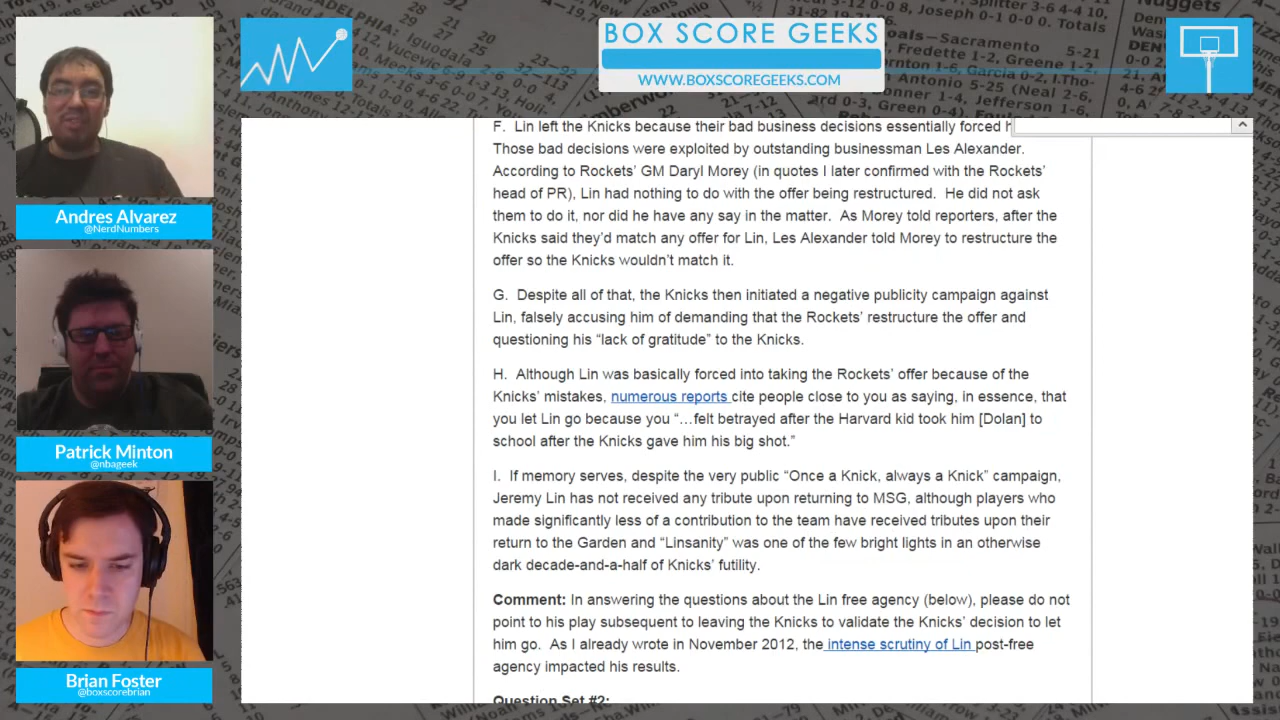 BOX SCORE GEEKS
WWW.BOXSCOREGEEKS.COM
Andres Alvarez
@NerdNumbers
Patrick Minton
@nbageek
Brian Foster
@boxscorebrian
F. Lin left the Knicks because their bad business decisions essentially forced
Those bad decisions were exploited by outstanding businessman Les Alexander.
According to Rockets' GM Daryl Morey (in quotes I later confirmed with the Rockets'
head of PR), Lin had nothing to do with the offer being restructured. He did not ask
them to do it, nor did he have any say in the matter. As Morey told reporters, after the
Knicks said they'd match any offer for Lin, Les Alexander told Morey to restructure the
offer so the Knicks wouldn't match it.
G. Despite all of that, the Knicks then initiated a negative publicity campaign against
Lin, falsely accusing him of demanding that the Rockets' restructure the offer and
questioning his “lack of gratitude” to the Knicks.
H. Although Lin was basically forced into taking the Rockets' offer because of the
Knicks' mistakes, numerous reports cite people close to you as saying, in essence, that
you let Lin go because you “…felt betrayed after the Harvard kid took him [Dolan] to
school after the Knicks gave him his big shot.”
I. If memory serves, despite the very public “Once a Knick, always a Knick” campaign,
Jeremy Lin has not received any tribute upon returning to MSG, although players who
made significantly less of a contribution to the team have received tributes upon their
return to the Garden and “Linsanity” was one of the few bright lights in an otherwise
dark decade-and-a-half of Knicks' futility.
Comment: In answering the questions about the Lin free agency (below), please do not
point to his play subsequent to leaving the Knicks to validate the Knicks' decision to let
him go. As I already wrote in November 2012, the intense scrutiny of Lin post-free
agency impacted his results.
Question Set #2: